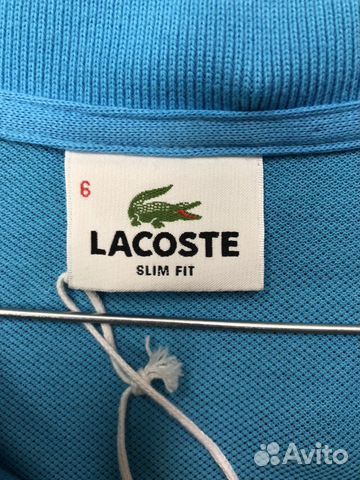 6
LACOSTE
SLIM FIT
Avito